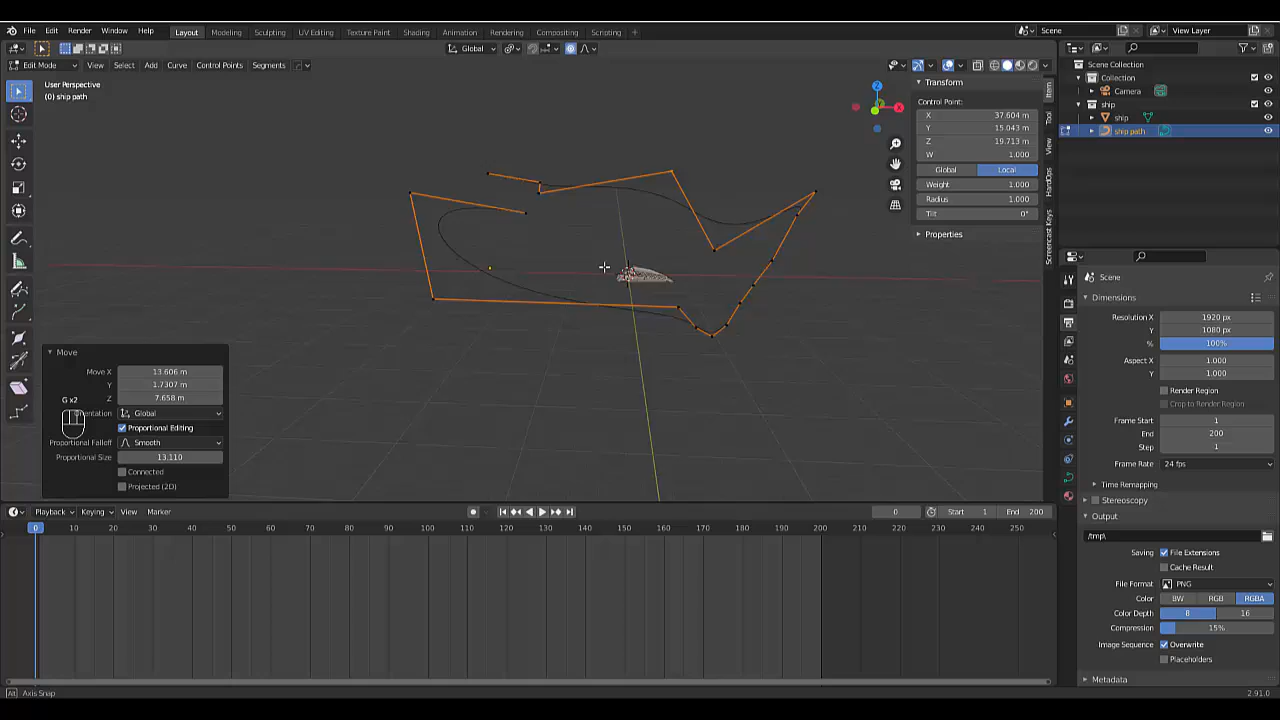 File Edit Render Window Help Layout Modeling Sculpting UV Editing Texture Paint Shading Animation Rendering Compositing Scripting + Scene View Layer
Global
Edit Mode View Select Add Curve Control Points Segments
User Perspective
(0) ship path
Z
X
Transform
Control Point:
X 37.604 m
Y 15.043 m
Z 19.713 m
W 1.000
Global Local
Weight 1.000
Radius 1.000
Tilt 0°
Properties
Item
Tool
View
HardOps
Screencast Keys
Scene Collection
Collection
Camera
ship
ship
ship path
Scene
Dimensions
Resolution X 1920 px
Y 1080 px
% 100%
Aspect X 1.000
Y 1.000
Render Region
Crop to Render Region
Frame Start 1
End 200
Step 1
Frame Rate 24 fps
Time Remapping
Stereoscopy
Output
/tmp\
Saving File Extensions
Cache Result
File Format PNG
Color BW RGB RGBA
Color Depth 8 16
Compression 15%
Image Sequence Overwrite
Placeholders
Metadata
Move
Move X 13.606 m
Y 1.7307 m
Z 7.658 m
G x2
Orientation Global
Proportional Editing
Proportional Falloff Smooth
Proportional Size 13.110
Connected
Projected (2D)
Playback Keying View Marker 0 Start 1 End 200
0 10 20 30 40 50 60 70 80 90 100 110 120 130 140 150 160 170 180 190 200 210 220 230 240 250
Alt Axis Snap 2.91.0